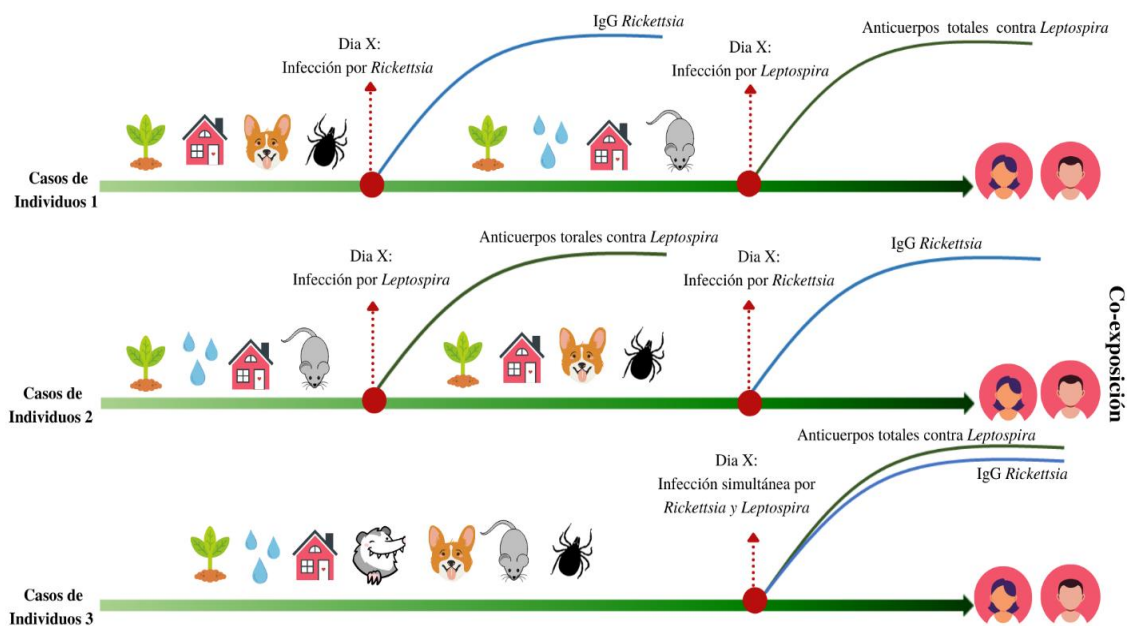 IgG Rickettsia
Dia X:
Infección por Rickettsia
Anticuerpos totales contra Leptospira
Dia X:
Infección por Leptospira
Casos de
Individuos 1
Anticuerpos torales contra Leptospira
Dia X:
Infección por Leptospira
IgG Rickettsia
Dia X:
Infección por Rickettsia
Casos de
Individuos 2
Co-exposición
Anticuerpos totales contra Leptospira
IgG Rickettsia
Dia X:
Infección simultánea por
Rickettsia y Leptospira
Casos de
Individuos 3